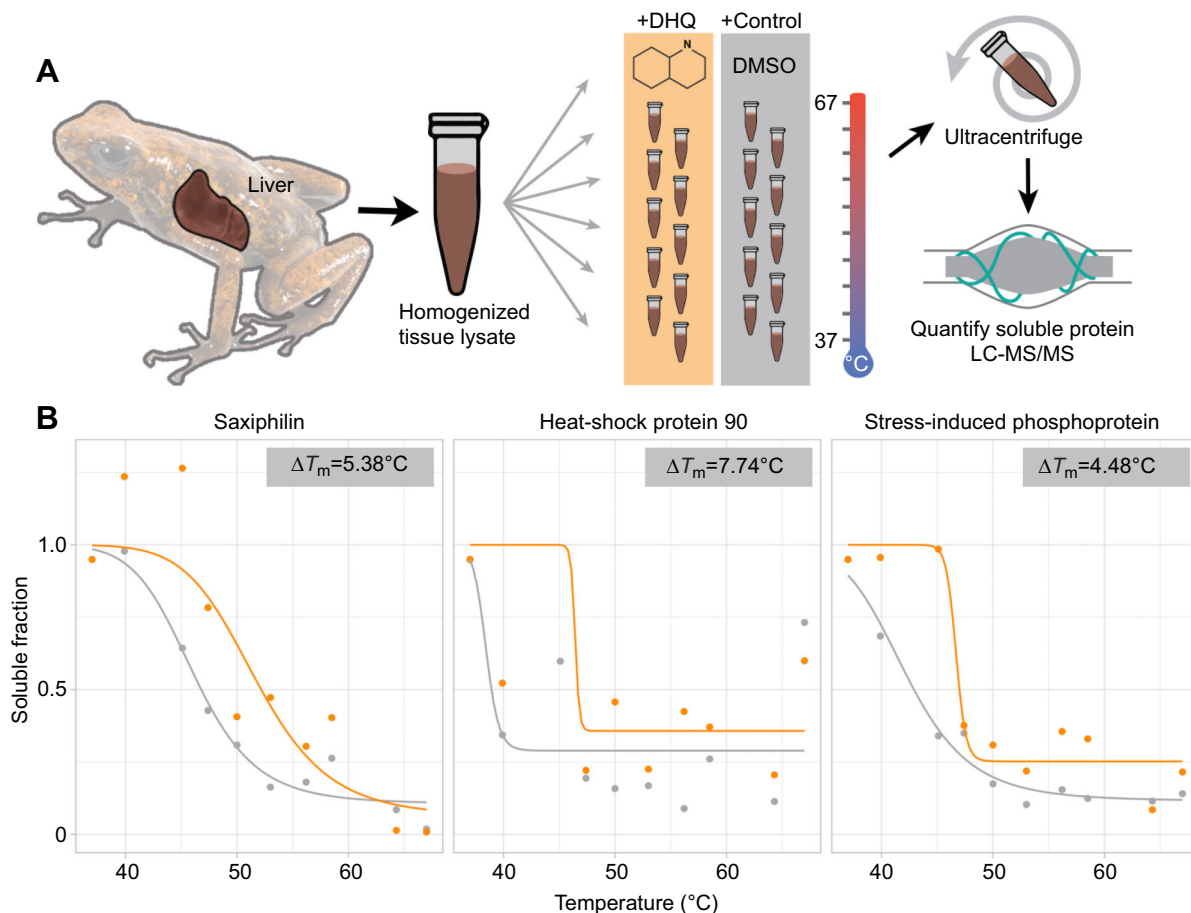 A
Liver
Homogenized
tissue lysate
+DHQ
+Control
N
DMSO
67
37
°C
Ultracentrifuge
Quantify soluble protein
LC-MS/MS
B
Saxiphilin
Heat-shock protein 90
Stress-induced phosphoprotein
ΔTm=5.38°C
ΔTm=7.74°C
ΔTm=4.48°C
Soluble fraction
1.0
0.5
0
40
50
60
40
50
60
40
50
60
Temperature (°C)